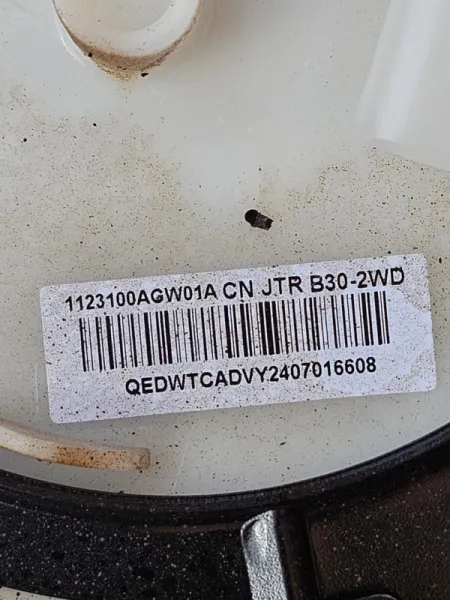 1123100AGW01A CN JTR B30-2WD
QEDWTCADVY2407016608